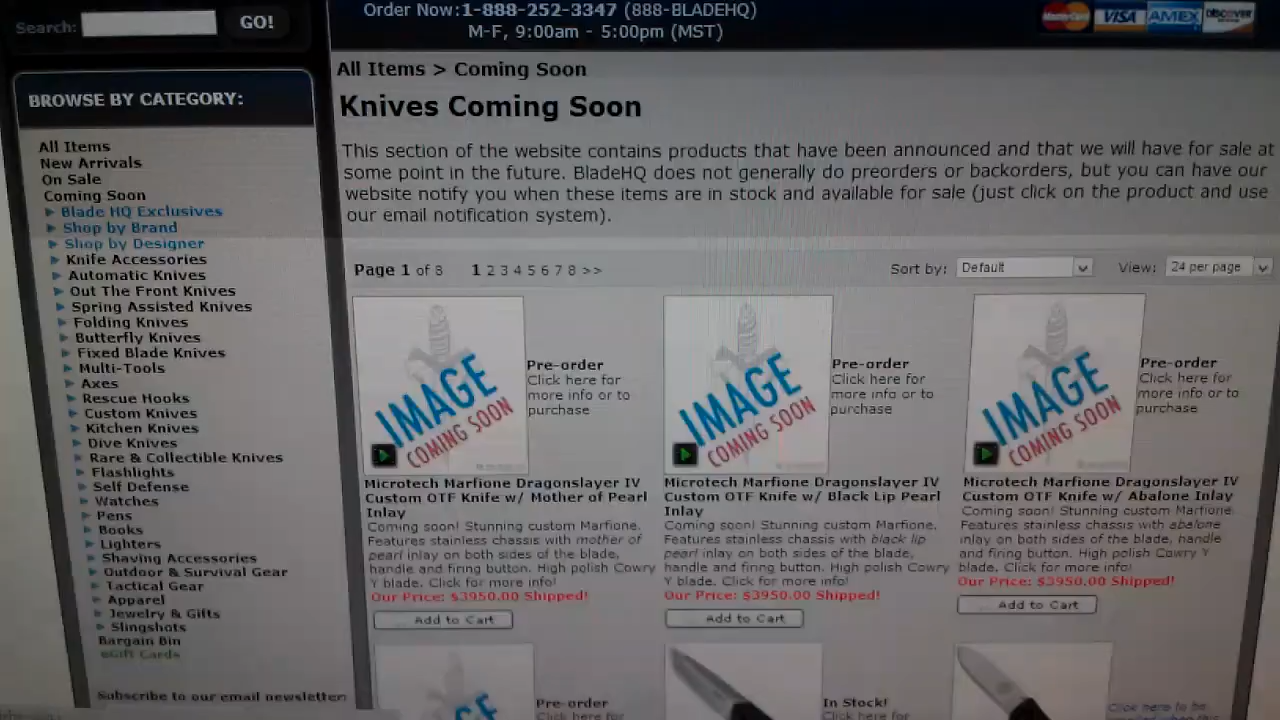 Search:
GO!
Order Now:1-888-252-3347 (888-BLADEHQ)
M-F, 9:00am - 5:00pm (MST)
MasterCard VISA AMEX DISCOVER
BROWSE BY CATEGORY:
All Items
New Arrivals
On Sale
Coming Soon
Blade HQ Exclusives
Shop by Brand
Shop by Designer
Knife Accessories
Automatic Knives
Out The Front Knives
Spring Assisted Knives
Folding Knives
Butterfly Knives
Fixed Blade Knives
Multi-Tools
Axes
Rescue Hooks
Custom Knives
Kitchen Knives
Dive Knives
Rare & Collectible Knives
Flashlights
Self Defense
Watches
Pens
Books
Lighters
Shaving Accessories
Outdoor & Survival Gear
Tactical Gear
Apparel
Jewelry & Gifts
Slingshots
Bargain Bin
eGift Cards
Subscribe to our email newsletter:
All Items > Coming Soon
Knives Coming Soon
This section of the website contains products that have been announced and that we will have for sale at
some point in the future. BladeHQ does not generally do preorders or backorders, but you can have our
website notify you when these items are in stock and available for sale (just click on the product and use
our email notification system).
Page 1 of 8 1 2 3 4 5 6 7 8 >>
Sort by: Default View: 24 per page
IMAGE
COMING SOON
Pre-order
Click here for
more info or to
purchase
Microtech Marfione Dragonslayer IV
Custom OTF Knife w/ Mother of Pearl
Inlay
Coming soon! Stunning custom Marfione.
Features stainless chassis with mother of
pearl inlay on both sides of the blade,
handle and firing button. High polish Cowry
Y blade. Click for more info!
Our Price: $3950.00 Shipped!
Add to Cart
IMAGE
COMING SOON
Pre-order
Click here for
more info or to
purchase
Microtech Marfione Dragonslayer IV
Custom OTF Knife w/ Black Lip Pearl
Inlay
Coming soon! Stunning custom Marfione.
Features stainless chassis with black lip
pearl inlay on both sides of the blade,
handle and firing button. High polish Cowry
Y blade. Click for more info!
Our Price: $3950.00 Shipped!
Add to Cart
IMAGE
COMING SOON
Pre-order
Click here for
more info or to
purchase
Microtech Marfione Dragonslayer IV
Custom OTF Knife w/ Abalone Inlay
Coming soon! Stunning custom Marfione.
Features stainless chassis with abalone
inlay on both sides of the blade, handle
and firing button. High polish Cowry Y
blade. Click for more info!
Our Price: $3950.00 Shipped!
Add to Cart
Pre-order
Click here for
In Stock!
Click here for
Click here to be